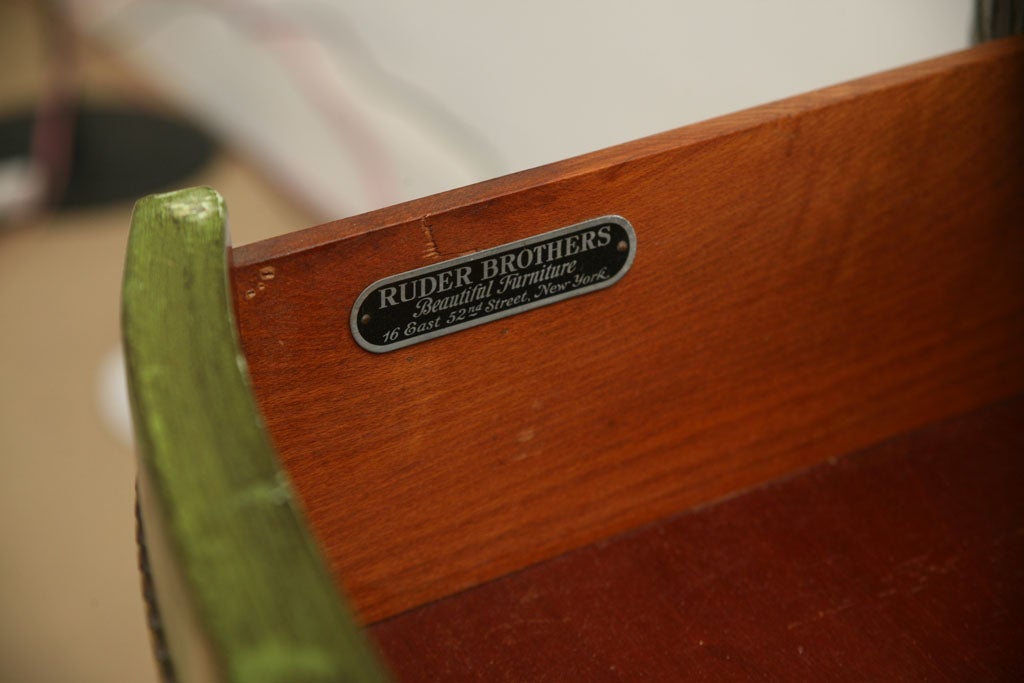 RUDER BROTHERS
Beautiful Furniture
16 East 52nd Street, New York